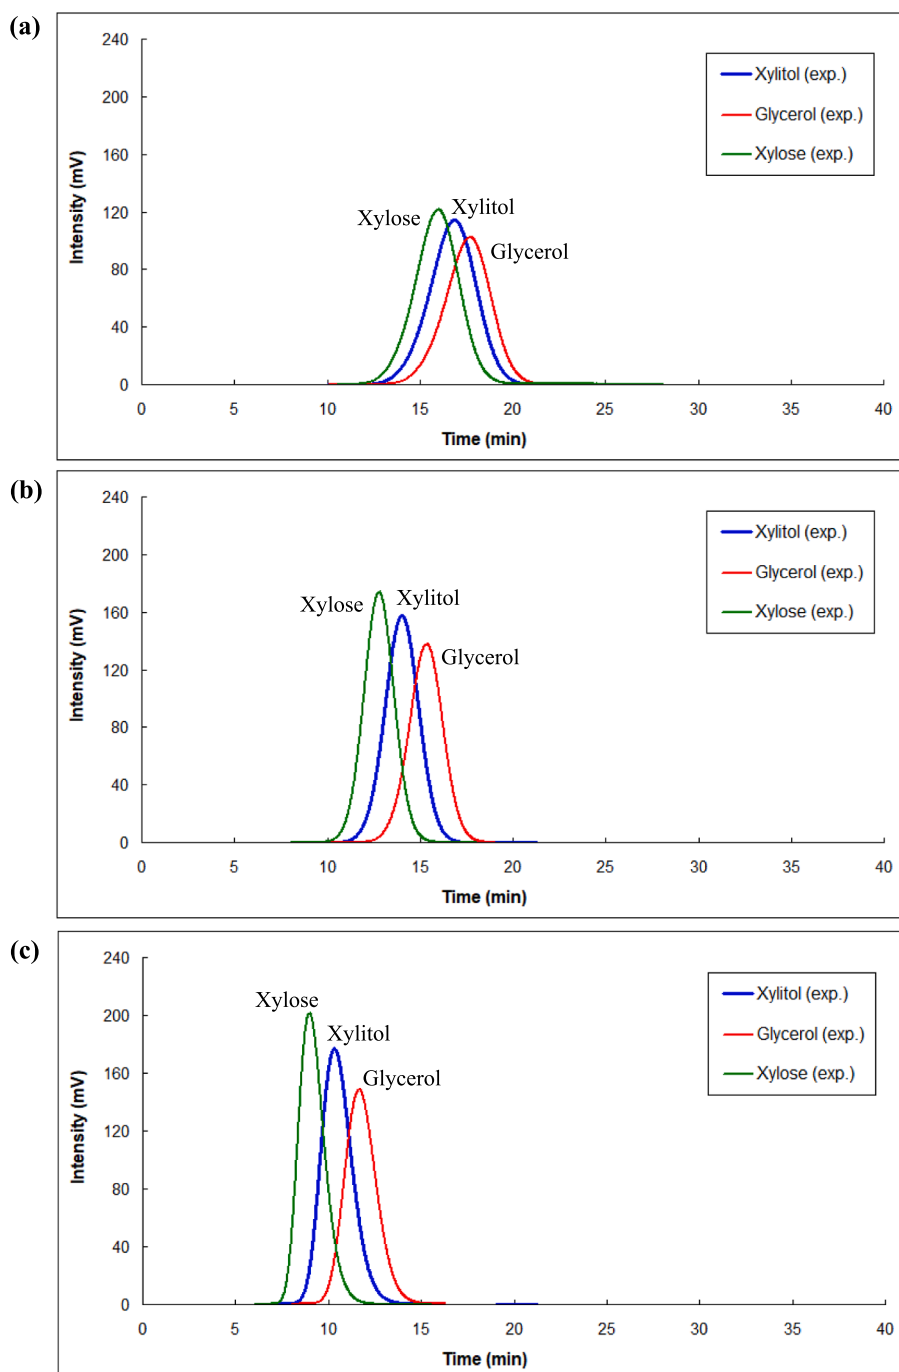 (a)
240
200
160
120
80
40
0
Intensity (mV)
Xylitol (exp.)
Glycerol (exp.)
Xylose (exp.)
Xylose
Xylitol
Glycerol
0 5 10 15 20 25 30 35 40
Time (min)
(b)
240
200
160
120
80
40
0
Intensity (mV)
Xylitol (exp.)
Glycerol (exp.)
Xylose (exp.)
Xylose
Xylitol
Glycerol
0 5 10 15 20 25 30 35 40
Time (min)
(c)
240
200
160
120
80
40
0
Intensity (mV)
Xylitol (exp.)
Glycerol (exp.)
Xylose (exp.)
Xylose
Xylitol
Glycerol
0 5 10 15 20 25 30 35 40
Time (min)